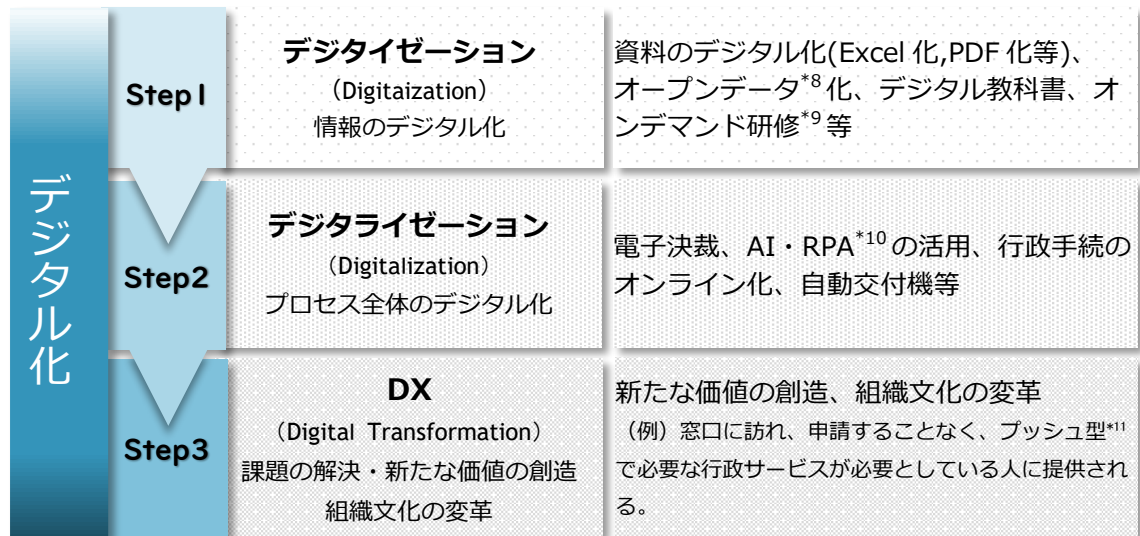 デジタル化
Step1
デジタイゼーション
（Digitaization）
情報のデジタル化
資料のデジタル化(Excel 化,PDF 化等)、
オープンデータ*8 化、デジタル教科書、オ
ンデマンド研修*9 等
Step2
デジタライゼーション
（Digitalization）
プロセス全体のデジタル化
電子決裁、AI・RPA*10 の活用、行政手続の
オンライン化、自動交付機等
Step3
DX
（Digital Transformation）
課題の解決・新たな価値の創造
組織文化の変革
新たな価値の創造、組織文化の変革
（例）窓口に訪れ、申請することなく、プッシュ型*11
で必要な行政サービスが必要としている人に提供され
る。